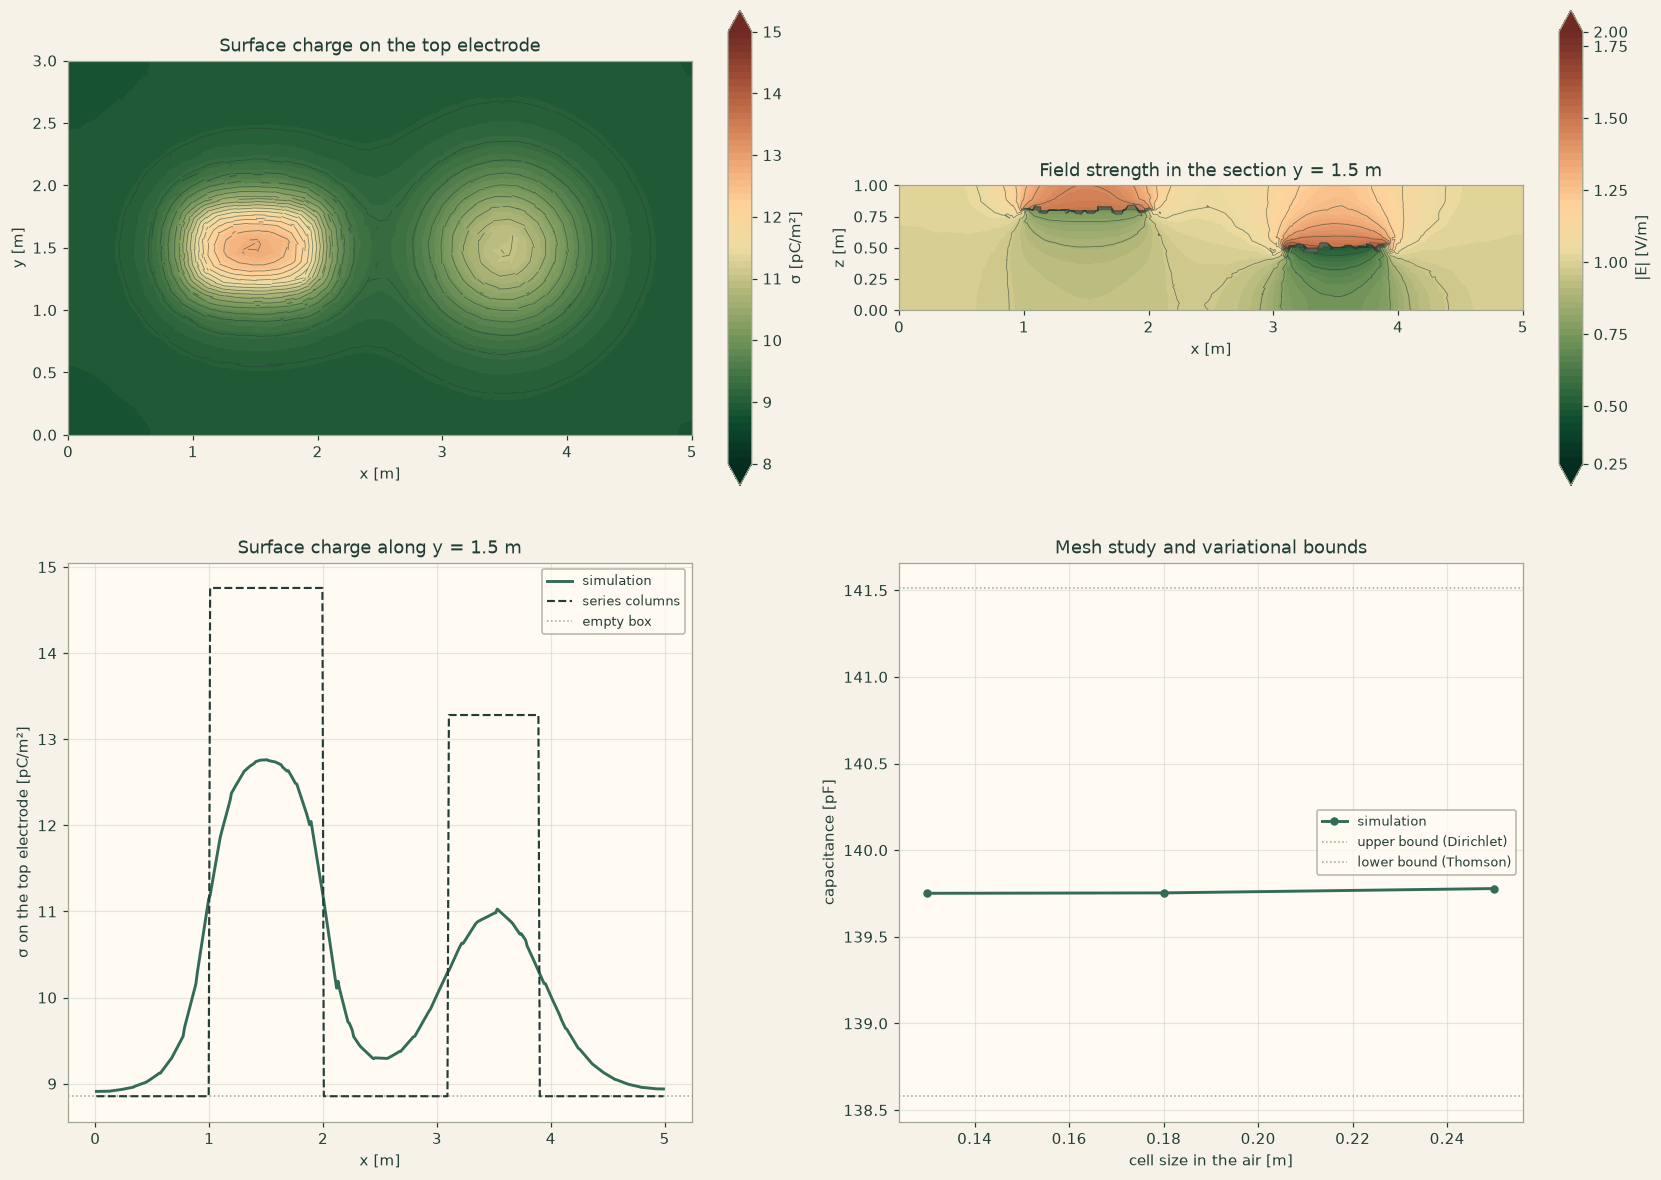 Surface charge on the top electrode
3.0
2.5
2.0
1.5
1.0
0.5
0.0
y [m]
0 1 2 3 4 5
x [m]
15
14
13
12
11
10
9
8
σ [pC/m²]
Field strength in the section y = 1.5 m
1.00
0.75
0.50
0.25
0.00
z [m]
0 1 2 3 4 5
x [m]
2.00
1.75
1.50
1.25
1.00
0.75
0.50
0.25
|E| [V/m]
Surface charge along y = 1.5 m
15
14
13
12
11
10
9
σ on the top electrode [pC/m²]
simulation
series columns
empty box
0 1 2 3 4 5
x [m]
Mesh study and variational bounds
141.5
141.0
140.5
140.0
139.5
139.0
138.5
capacitance [pF]
simulation
upper bound (Dirichlet)
lower bound (Thomson)
0.14 0.16 0.18 0.20 0.22 0.24
cell size in the air [m]